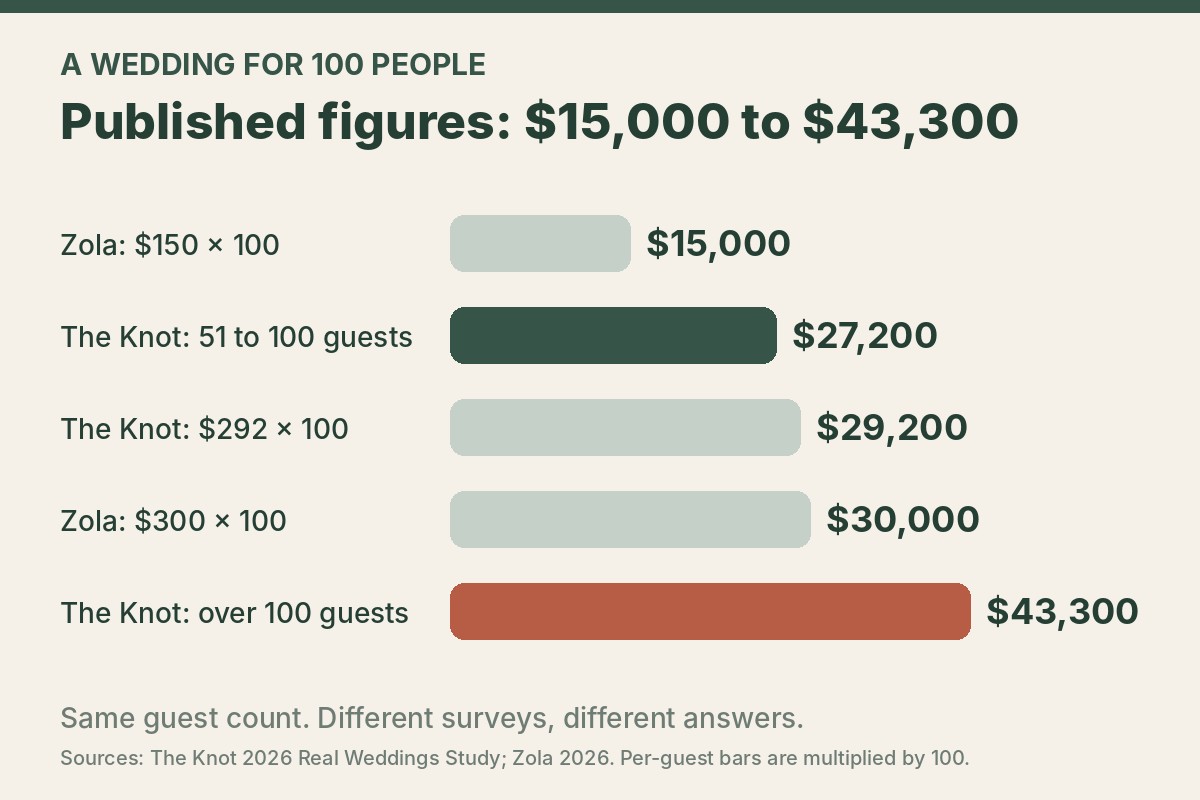 A WEDDING FOR 100 PEOPLE
Published figures: $15,000 to $43,300
Zola: $150 × 100 $15,000
The Knot: 51 to 100 guests $27,200
The Knot: $292 × 100 $29,200
Zola: $300 × 100 $30,000
The Knot: over 100 guests $43,300
Same guest count. Different surveys, different answers.
Sources: The Knot 2026 Real Weddings Study; Zola 2026. Per-guest bars are multiplied by 100.